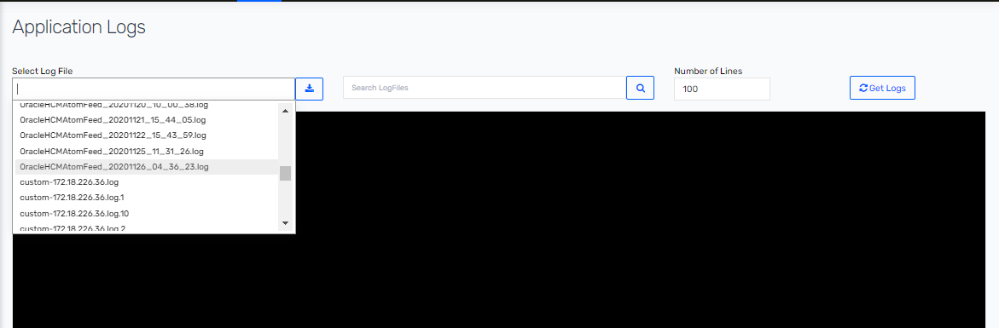 Application Logs
Select Log File
Number of Lines
Search LogFiles
100
Get Logs
OracleHCMAtomFeed_20201120_10_00_38.log
OracleHCMAtomFeed_20201121_15_44_05.log
OracleHCMAtomFeed_20201122_15_43_59.log
OracleHCMAtomFeed_20201125_11_31_26.log
OracleHCMAtomFeed_20201126_04_36_23.log
custom-172.18.226.36.log
custom-172.18.226.36.log.1
custom-172.18.226.36.log.10
custom-172.18.226.36.log.2